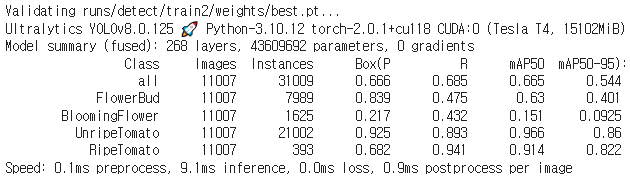 Validating runs/detect/train2/weights/best.pt...
Ultralytics YOLOv8.0.125 🚀 Python-3.10.12 torch-2.0.1+cu118 CUDA:0 (Tesla T4, 15102MiB)
Model summary (fused): 268 layers, 43609692 parameters, 0 gradients
Class Images Instances Box(P R mAP50 mAP50-95):
all 11007 31009 0.666 0.685 0.665 0.544
FlowerBud 11007 7989 0.839 0.475 0.63 0.401
BloomingFlower 11007 1625 0.217 0.432 0.151 0.0925
UnripeTomato 11007 21002 0.925 0.893 0.966 0.86
RipeTomato 11007 393 0.682 0.941 0.914 0.822
Speed: 0.1ms preprocess, 9.1ms inference, 0.0ms loss, 0.9ms postprocess per image